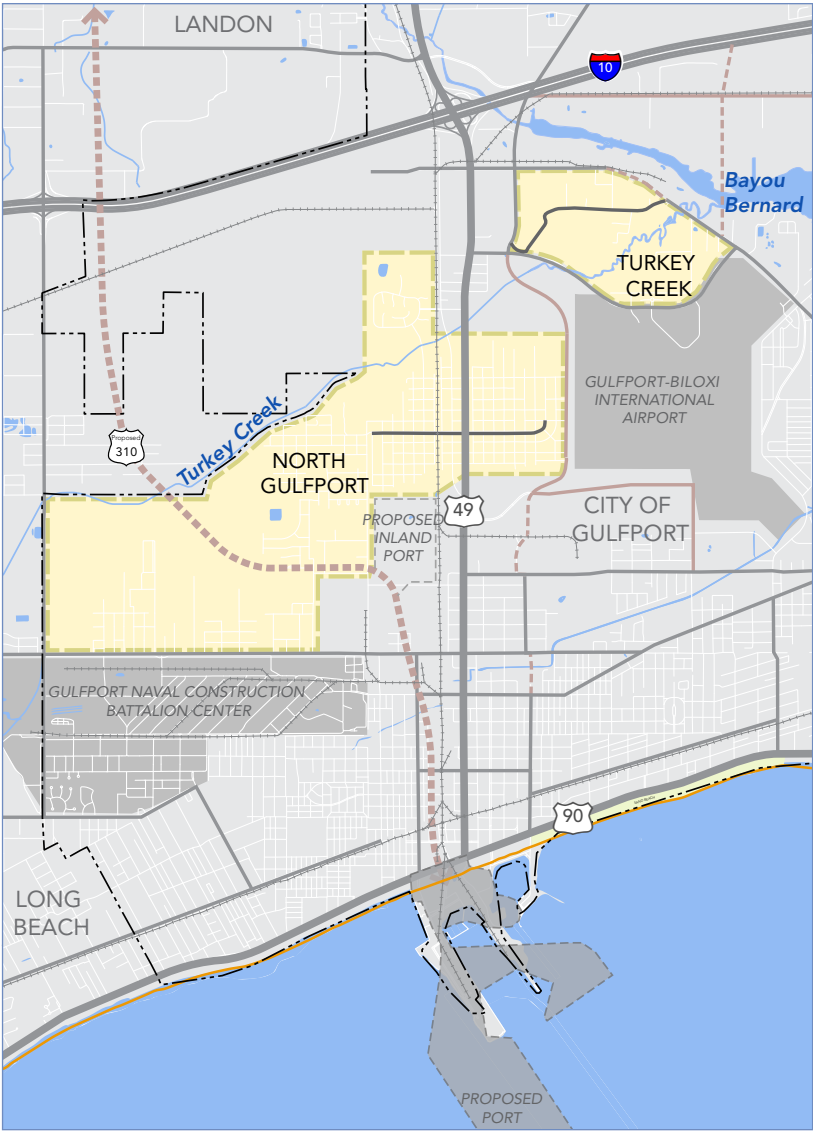 LANDON
10
Bayou
Bernard
TURKEY
CREEK
GULFPORT-BILOXI
INTERNATIONAL
AIRPORT
Turkey Creek
Proposed
310
NORTH
GULFPORT
49
PROPOSED
INLAND
PORT
CITY OF
GULFPORT
GULFPORT NAVAL CONSTRUCTION
BATTALION CENTER
90
LONG
BEACH
PROPOSED
PORT